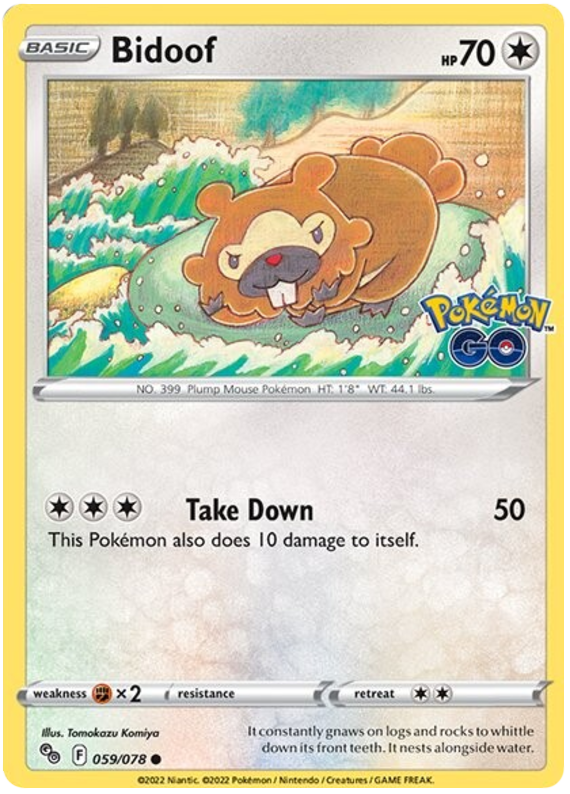 BASIC Bidoof HP 70
Pokémon™
GO
NO. 399 Plump Mouse Pokémon HT: 1'8" WT: 44.1 lbs.
Take Down 50
This Pokémon also does 10 damage to itself.
weakness ×2 resistance retreat
Illus. Tomokazu Komiya
It constantly gnaws on logs and rocks to whittle
down its front teeth. It nests alongside water.
F 059/078
©2022 Niantic. ©2022 Pokémon / Nintendo / Creatures / GAME FREAK.